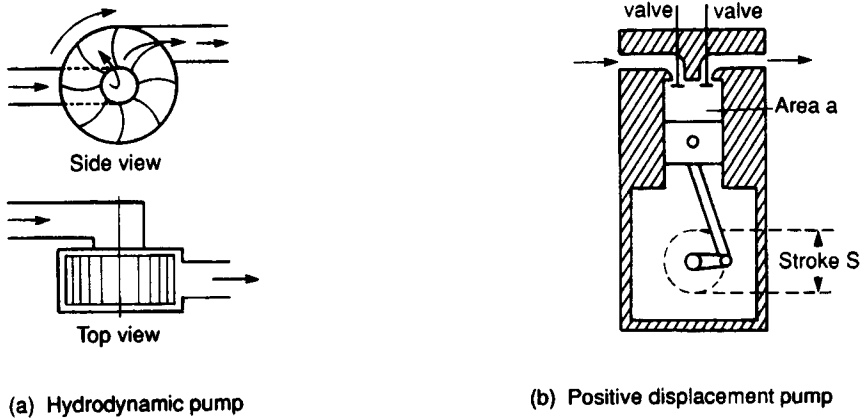 Side view
Top view
(a) Hydrodynamic pump
valve valve
Area a
Stroke S
(b) Positive displacement pump